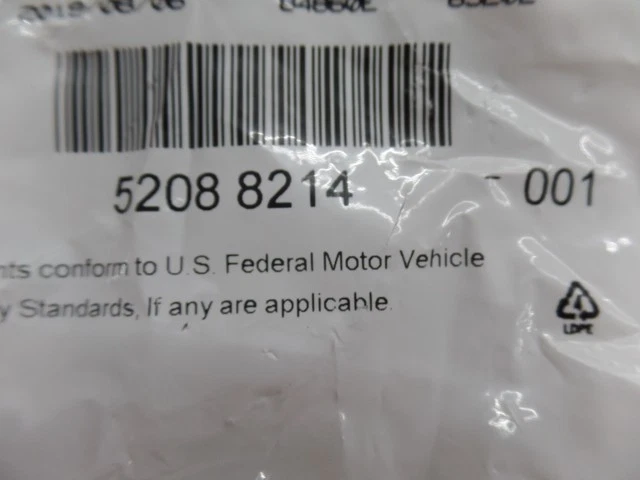 5208 8214 - 001
nts conform to U.S. Federal Motor Vehicle
y Standards, If any are applicable.
4
LDPE